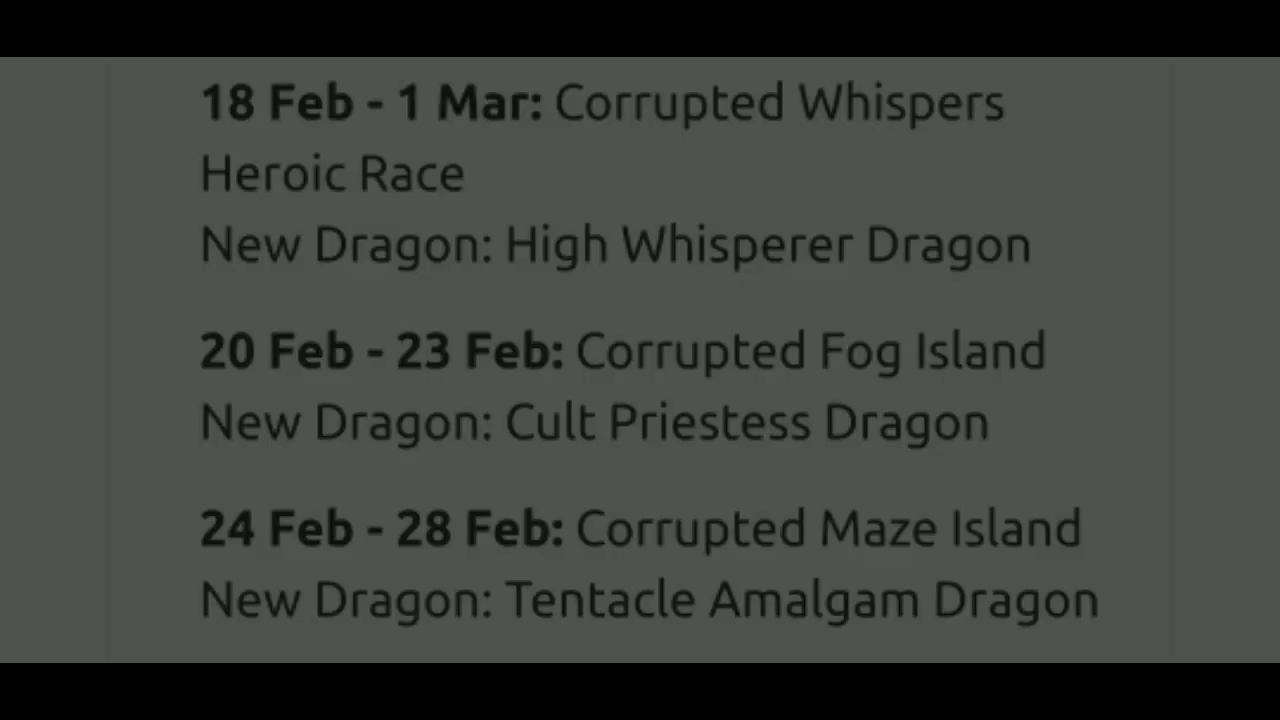 18 Feb - 1 Mar: Corrupted Whispers
Heroic Race
New Dragon: High Whisperer Dragon
20 Feb - 23 Feb: Corrupted Fog Island
New Dragon: Cult Priestess Dragon
24 Feb - 28 Feb: Corrupted Maze Island
New Dragon: Tentacle Amalgam Dragon